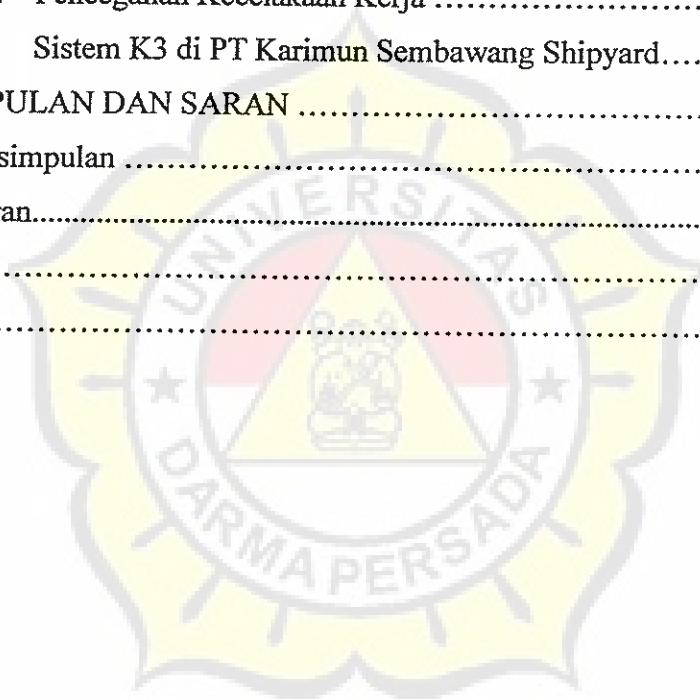 Pencegahan Kecelakaan Kerja ..............
Sistem K3 di PT Karimun Sembawang Shipyard....
PULAN DAN SARAN ..............
simpulan ..............
ran..............
UNIVERSITAS
DARMA PERSADA